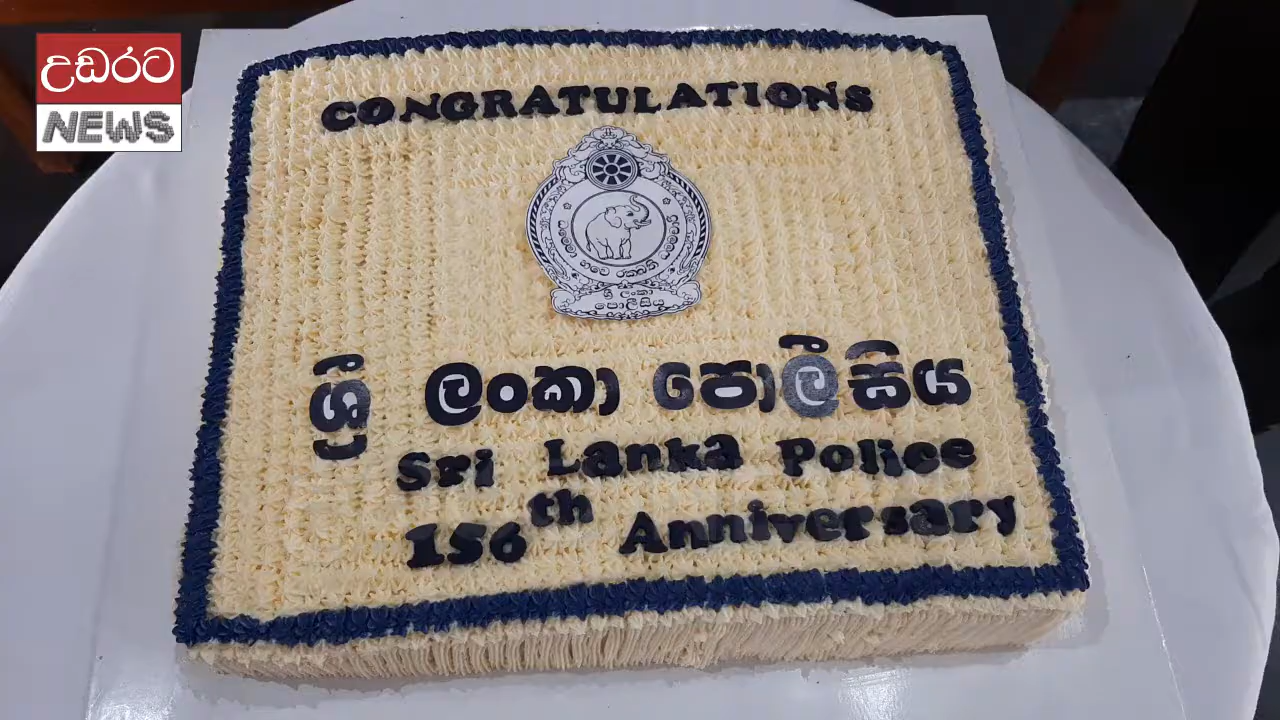 උඩරට
NEWS
CONGRATULATIONS
ශ්‍රී ලංකා
පොලීසිය
ශ්‍රී ලංකා පොලීසිය
Sri Lanka Police
156th Anniversary